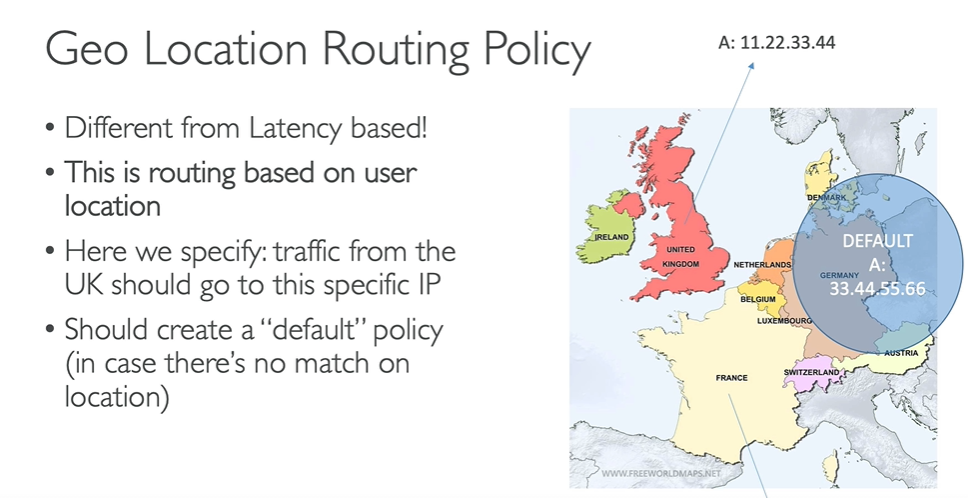 Geo Location Routing Policy
A: 11.22.33.44
• Different from Latency based!
• This is routing based on user
location
• Here we specify: traffic from the
UK should go to this specific IP
• Should create a “default” policy
(in case there’s no match on
location)
DENMARK
IRELAND
UNITED
KINGDOM
NETHERLANDS
DEFAULT
A:
33.44.55.66
GERMANY
BELGIUM
LUXEMBOURG
AUSTRIA
SWITZERLAND
FRANCE
WWW.FREEWORLDMAPS.NET